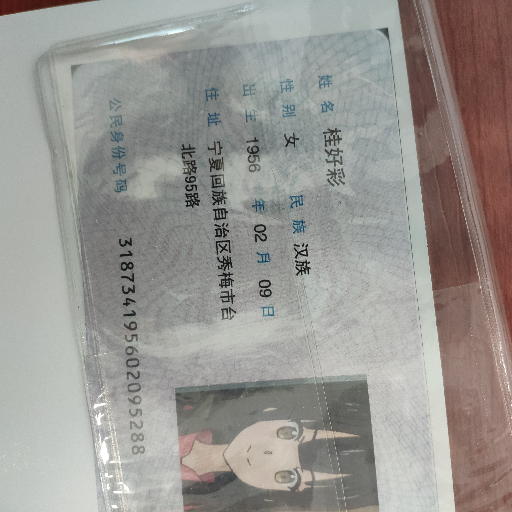 姓名 桂好彩
性别 女 民族 汉族
出生 1956 年 02 月 09 日
住址 宁夏回族自治区秀梅市台
北路95路
公民身份号码 318734195602095288